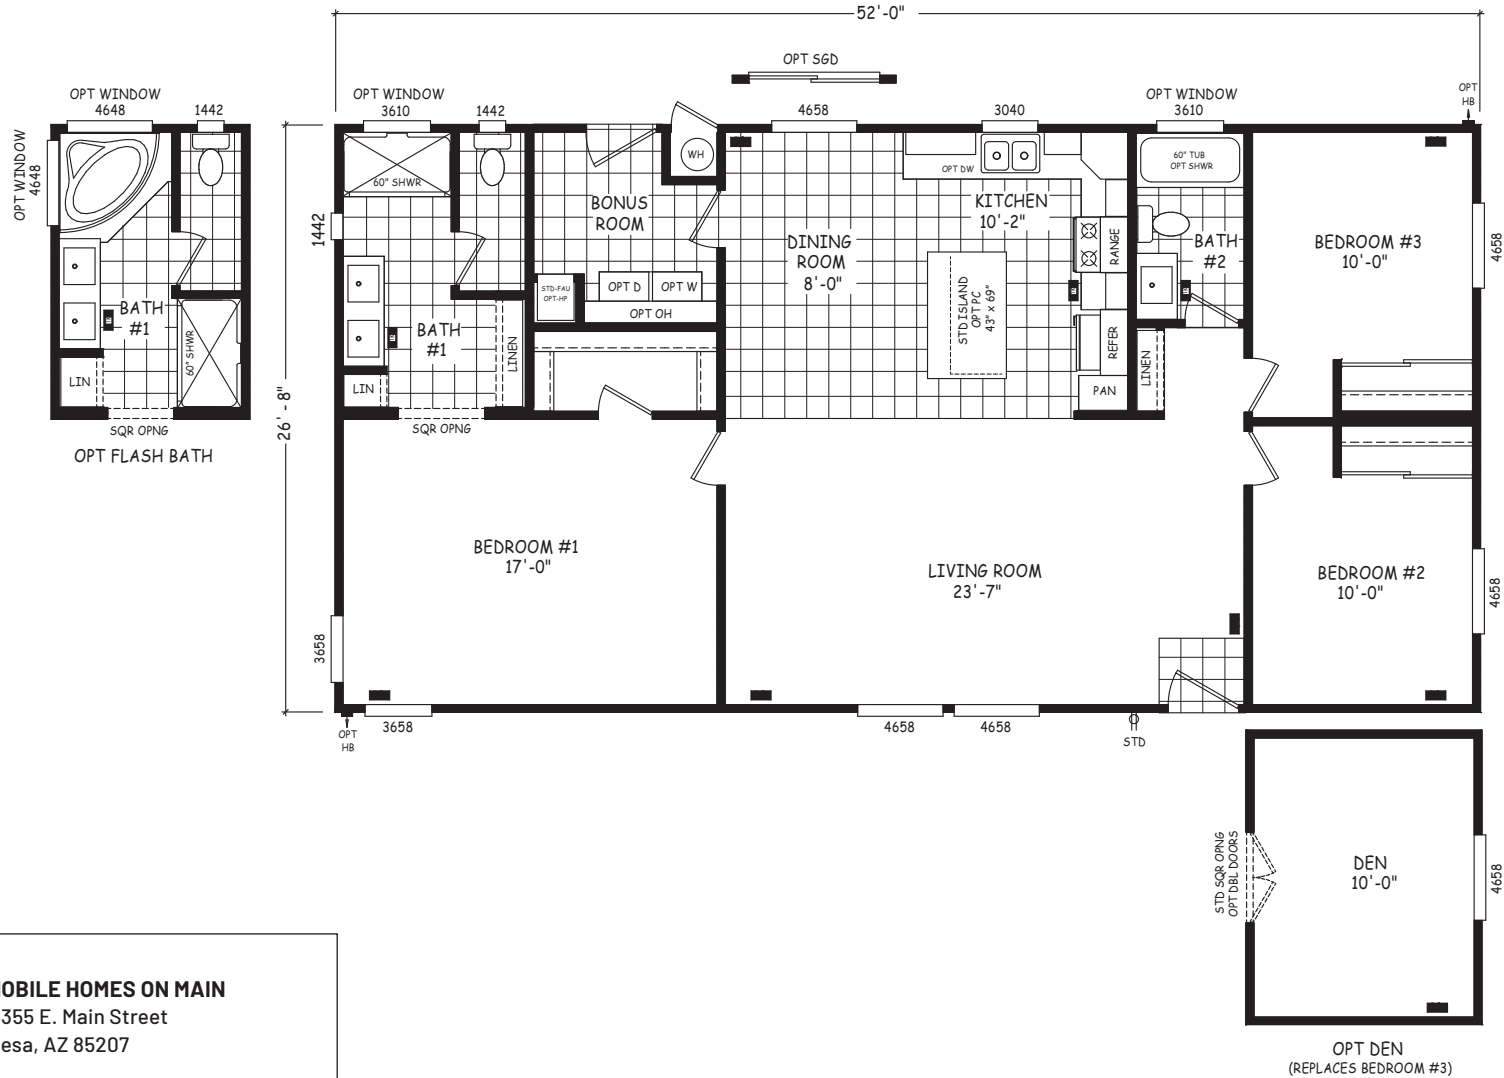 52'-0"
OPT SGD
OPT WINDOW
4648
1442
OPT WINDOW
4648
60" SHWR
BATH
#1
LIN
SQR OPNG
OPT FLASH BATH
26'-8"
OPT WINDOW
3610
1442
1442
60" SHWR
BATH
#1
LIN
LINEN
SQR OPNG
BONUS
ROOM
WH
STD-FAU
OPT-HP
OPT D
OPT W
OPT OH
4658
3040
DINING
ROOM
8'-0"
OPT DW
KITCHEN
10'-2"
RANGE
STD ISLAND
OPT PC
43" x 69"
REFER
PAN
OPT WINDOW
3610
60" TUB
OPT SHWR
BATH
#2
LINEN
OPT
HB
BEDROOM #3
10'-0"
4658
BEDROOM #1
17'-0"
3658
3658
OPT
HB
LIVING ROOM
23'-7"
4658
4658
STD
BEDROOM #2
10'-0"
4658
STD SQR OPNG
OPT DBL DOORS
DEN
10'-0"
4658
OPT DEN
(REPLACES BEDROOM #3)
OBILE HOMES ON MAIN
355 E. Main Street
esa, AZ 85207